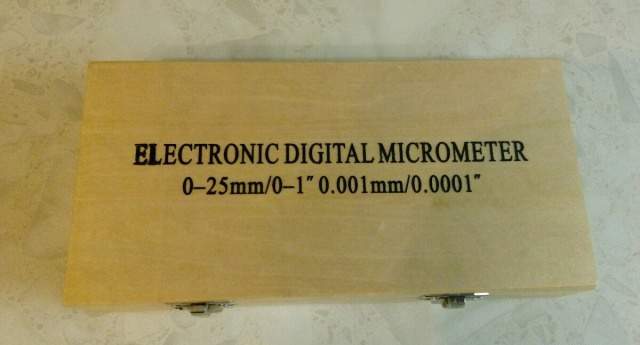 ELECTRONIC DIGITAL MICROMETER
0–25mm/0–1″ 0.001mm/0.0001″